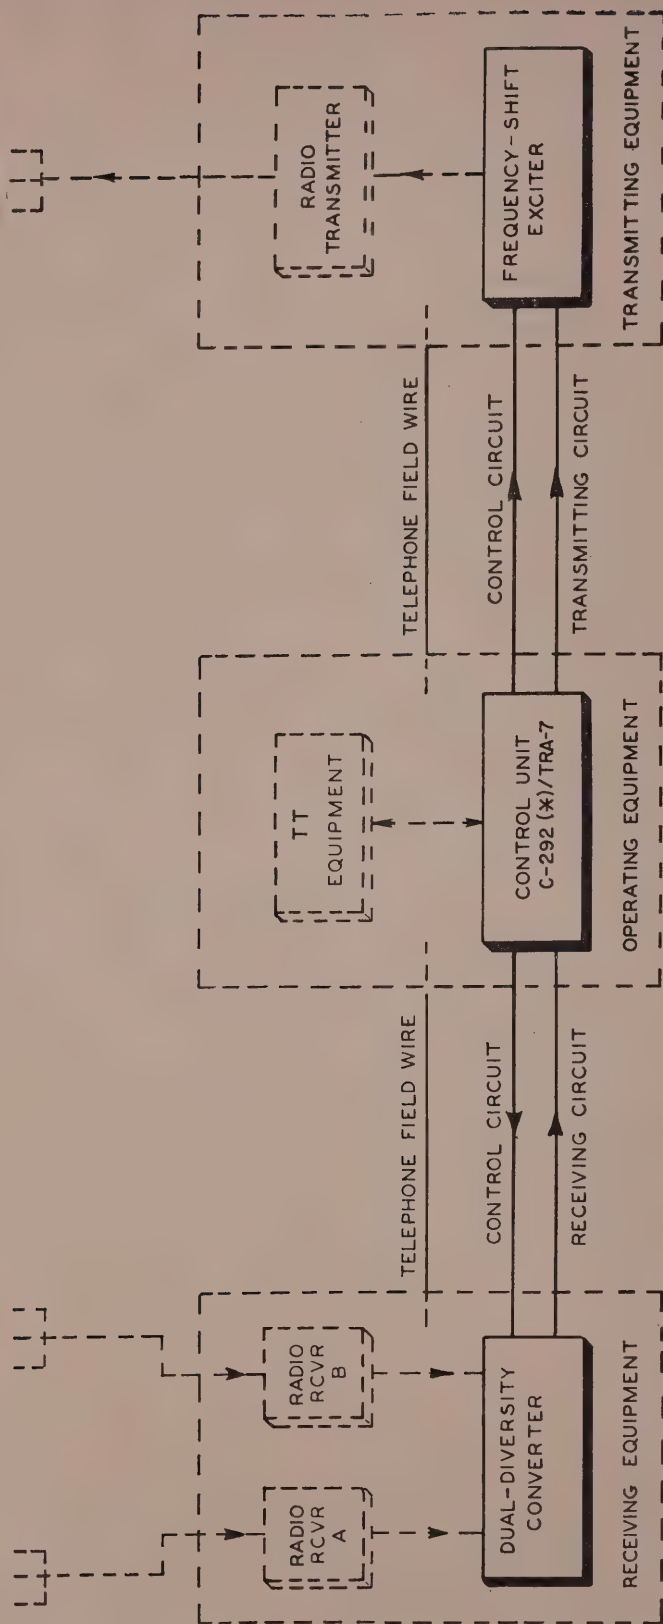 RADIO
RCVR
A
RADIO
RCVR
B
DUAL-DIVERSITY
CONVERTER
RECEIVING EQUIPMENT
TELEPHONE FIELD WIRE
CONTROL CIRCUIT
RECEIVING CIRCUIT
TT
EQUIPMENT
CONTROL UNIT
C-292 (*)/TRA-7
OPERATING EQUIPMENT
TELEPHONE FIELD WIRE
CONTROL CIRCUIT
TRANSMITTING CIRCUIT
RADIO
TRANSMITTER
FREQUENCY-SHIFT
EXCITER
TRANSMITTING EQUIPMENT